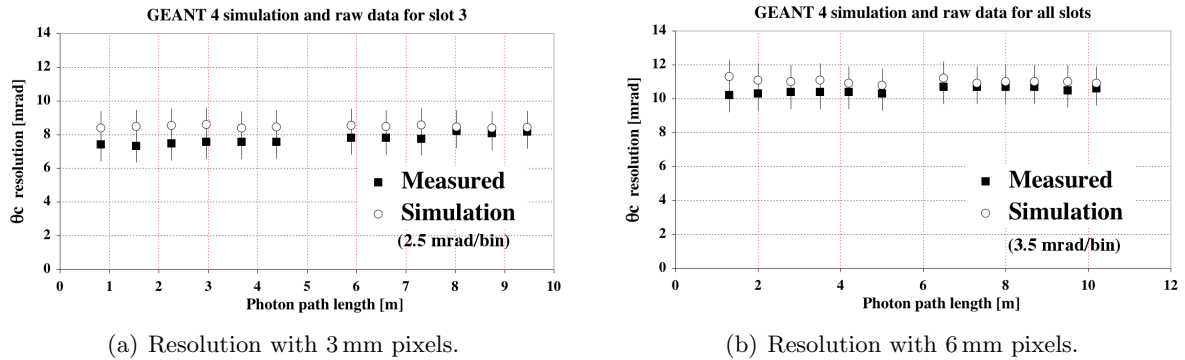 GEANT 4 simulation and raw data for slot 3
14
12
10
8
6
4
2
0
θc resolution [mrad]
Measured
Simulation
(2.5 mrad/bin)
0 1 2 3 4 5 6 7 8 9 10
Photon path length [m]
(a) Resolution with 3 mm pixels.
GEANT 4 simulation and raw data for all slots
14
12
10
8
6
4
2
0
θc resolution [mrad]
Measured
Simulation
(3.5 mrad/bin)
0 2 4 6 8 10 12
Photon path length [m]
(b) Resolution with 6 mm pixels.